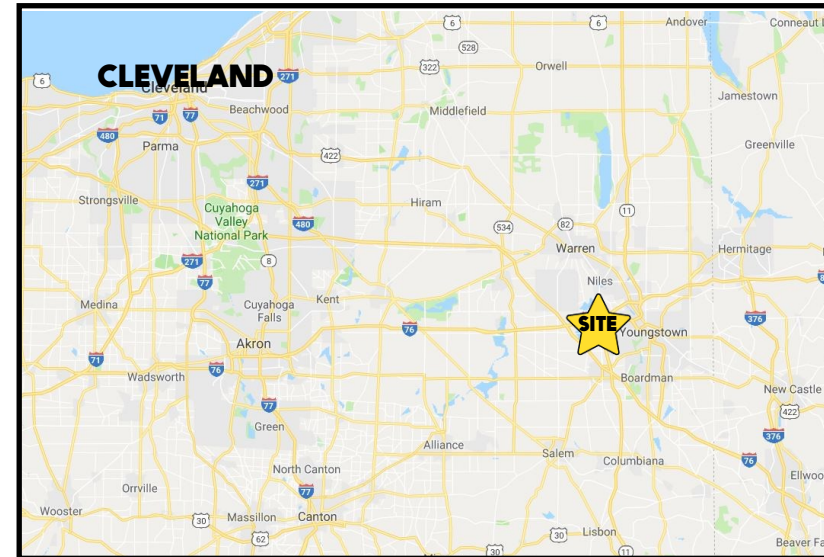 6
6
Andover
Conneaut L
528
CLEVELAND
Cleveland
271
322
Orwell
6
Jamestown
Beachwood
Middlefield
71
77
480
Parma
422
Greenville
271
Strongsville
Hiram
Cuyahoga
Valley
National Park
11
480
534
82
Warren
Hermitage
271
8
77
Niles
Medina
Cuyahoga
Falls
Kent
76
SITE
376
Youngstown
Akron
71
76
Wadsworth
Boardman
New Castle
77
422
Green
376
Alliance
Salem
Columbiana
76
North Canton
Ellwoo
77
Orrville
Wooster
30
Massillon
Canton
62
30
Lisbon
30
11
Beaver Fa